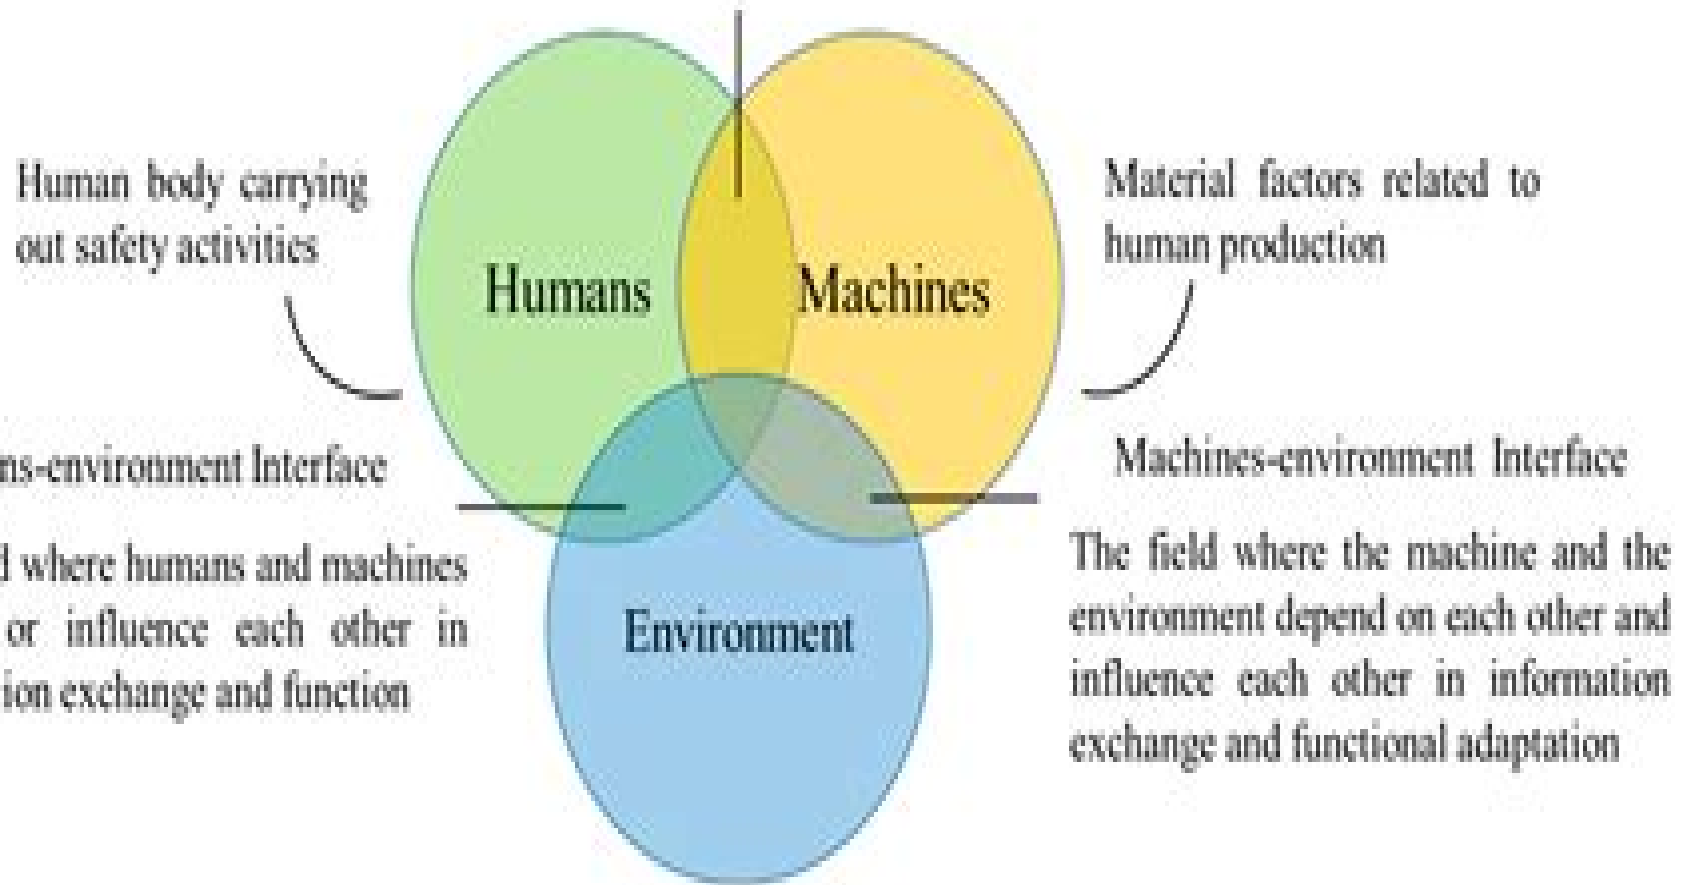 Human body carrying
out safety activities
Humans
Machines
Material factors related to
human production
ns-environment Interface
d where humans and machines
or influence each other in
ion exchange and function
Environment
Machines-environment Interface
The field where the machine and the
environment depend on each other and
influence each other in information
exchange and functional adaptation